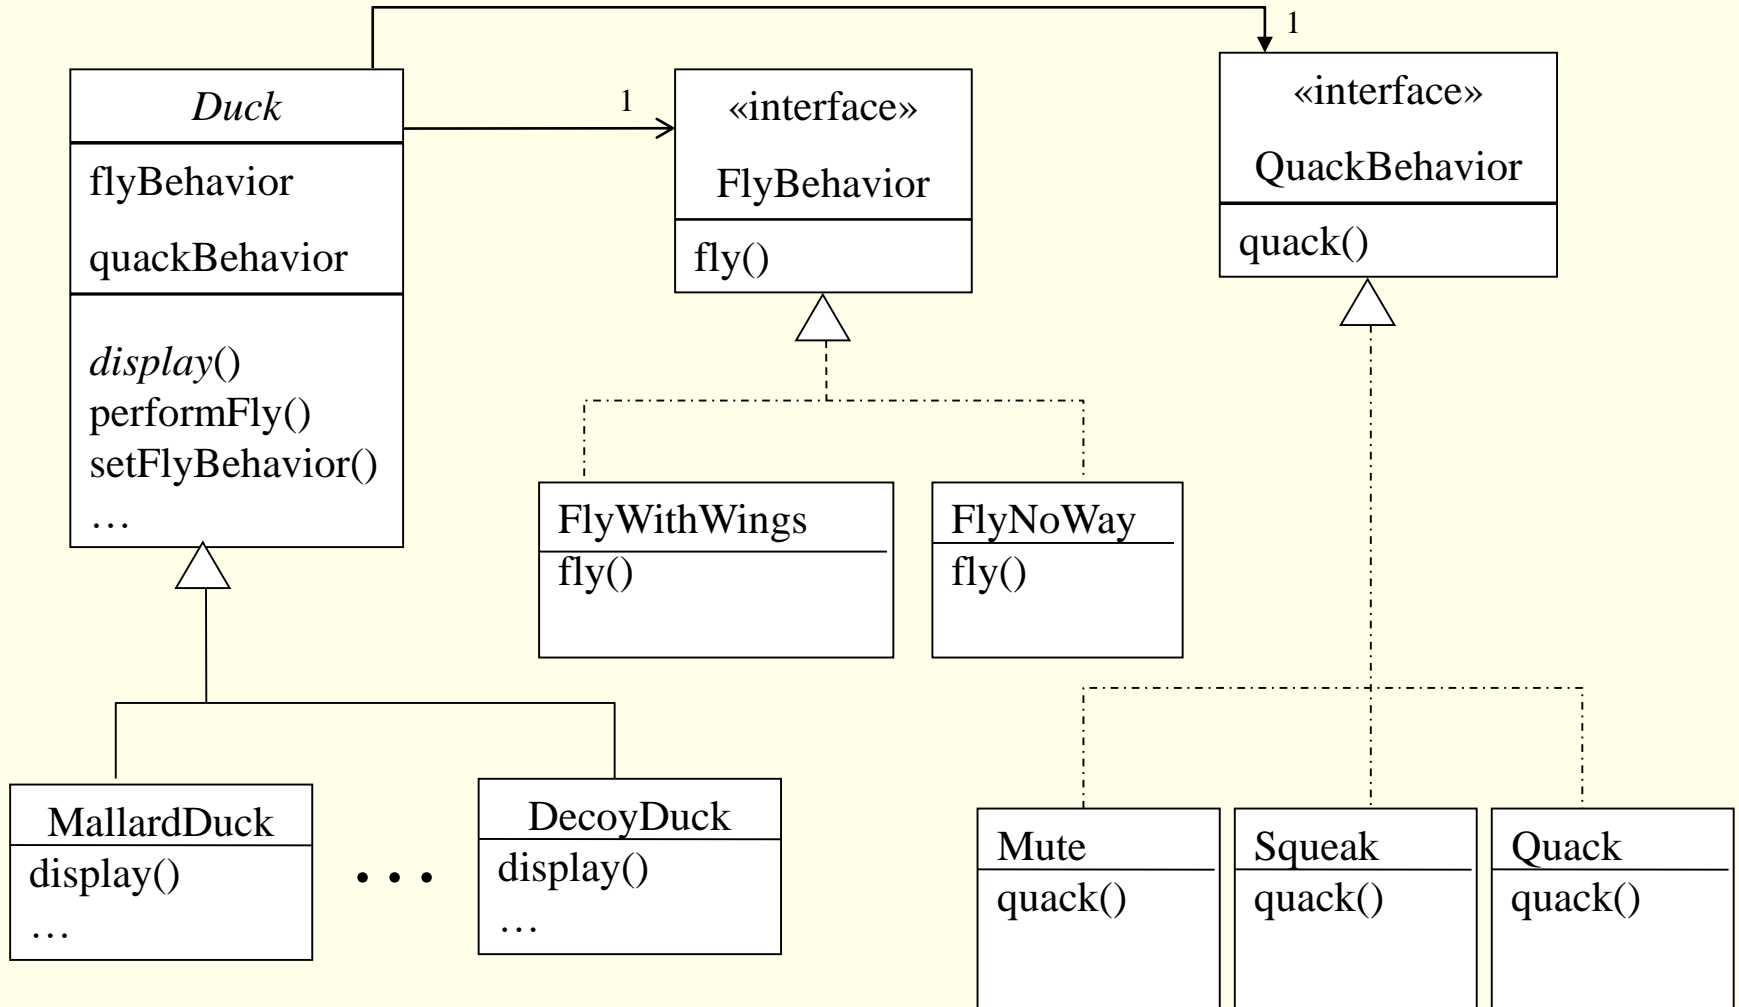 1
Duck
flyBehavior
quackBehavior
display()
performFly()
setFlyBehavior()
…
1
«interface»
FlyBehavior
fly()
«interface»
QuackBehavior
quack()
FlyWithWings
fly()
FlyNoWay
fly()
MallardDuck
display()
…
...
DecoyDuck
display()
…
Mute
quack()
Squeak
quack()
Quack
quack()